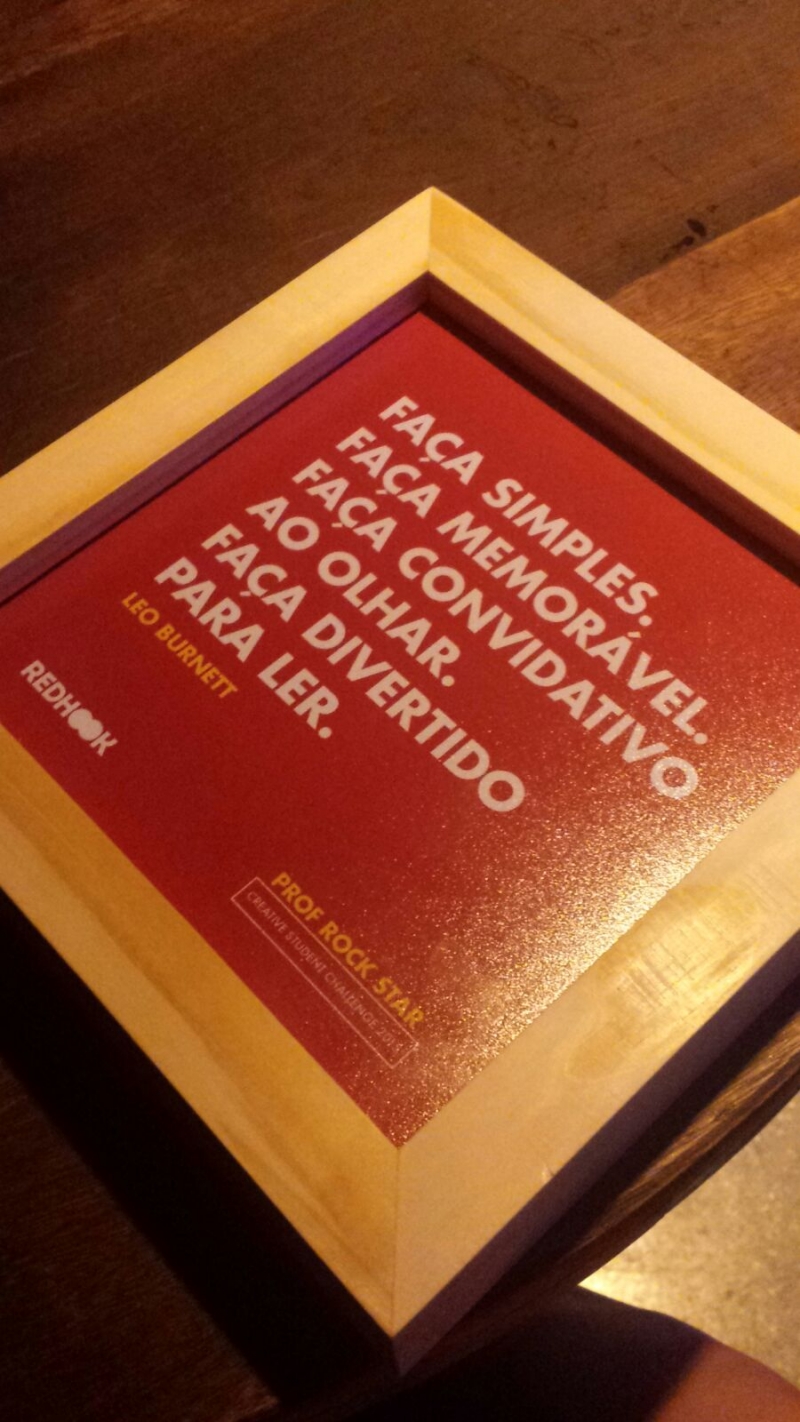 FAÇA SIMPLES.
FAÇA MEMORÁVEL.
FAÇA CONVIDATIVO
AO OLHAR.
FAÇA DIVERTIDO
PARA LER.
LEO BURNETT
REDHOOK
PROF ROCK STAR
CREATIVE STUDENT CHALLENGE